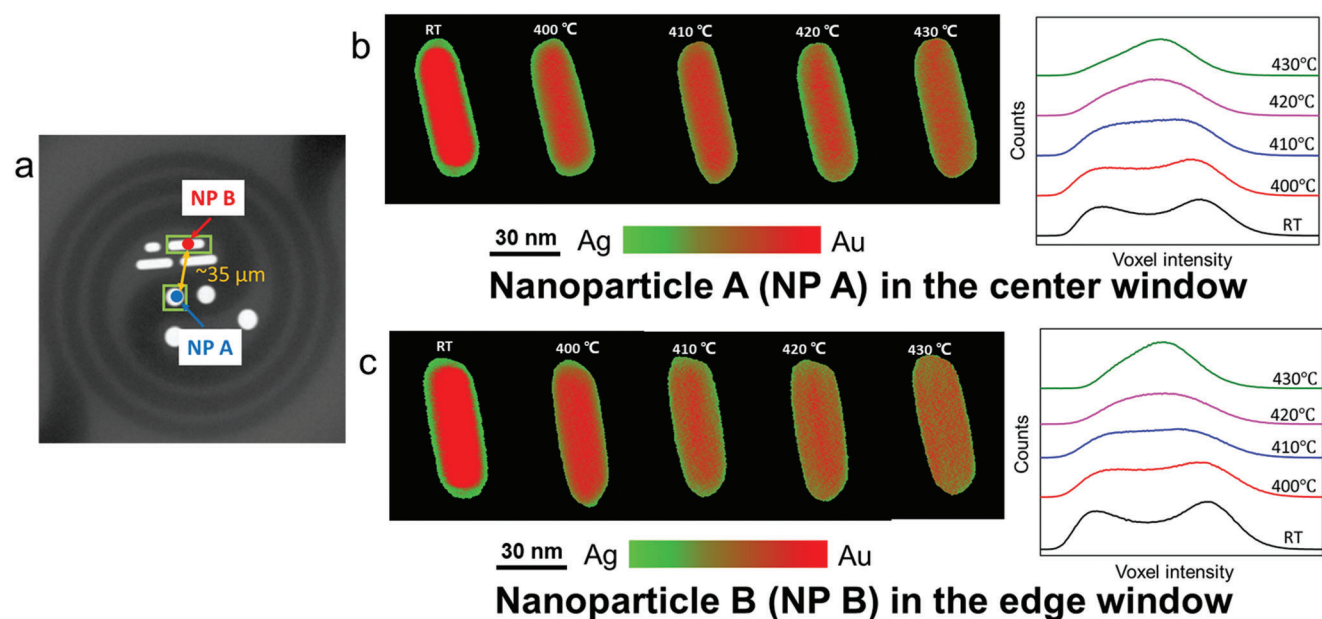 a
NP B
~35 µm
NP A
b
RT
400 ℃
410 ℃
420 ℃
430 ℃
30 nm
Ag
Au
Nanoparticle A (NP A) in the center window
Counts
430℃
420℃
410℃
400℃
RT
Voxel intensity
c
RT
400 ℃
410 ℃
420 ℃
430 ℃
30 nm
Ag
Au
Nanoparticle B (NP B) in the edge window
Counts
430℃
420℃
410℃
400℃
RT
Voxel intensity